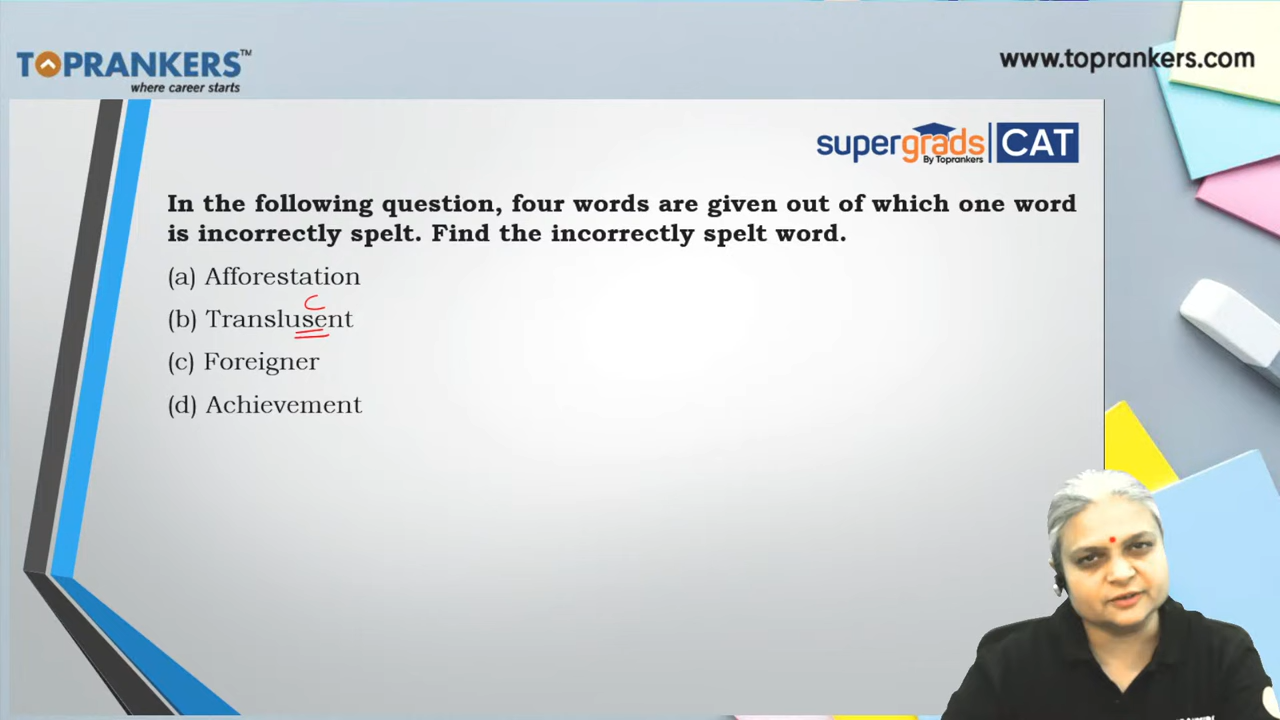 TOPRANKERS™
where career starts
www.toprankers.com
supergrads | CAT
By Toprankers
In the following question, four words are given out of which one word
is incorrectly spelt. Find the incorrectly spelt word.
(a) Afforestation
C
(b) Translusent
(c) Foreigner
(d) Achievement